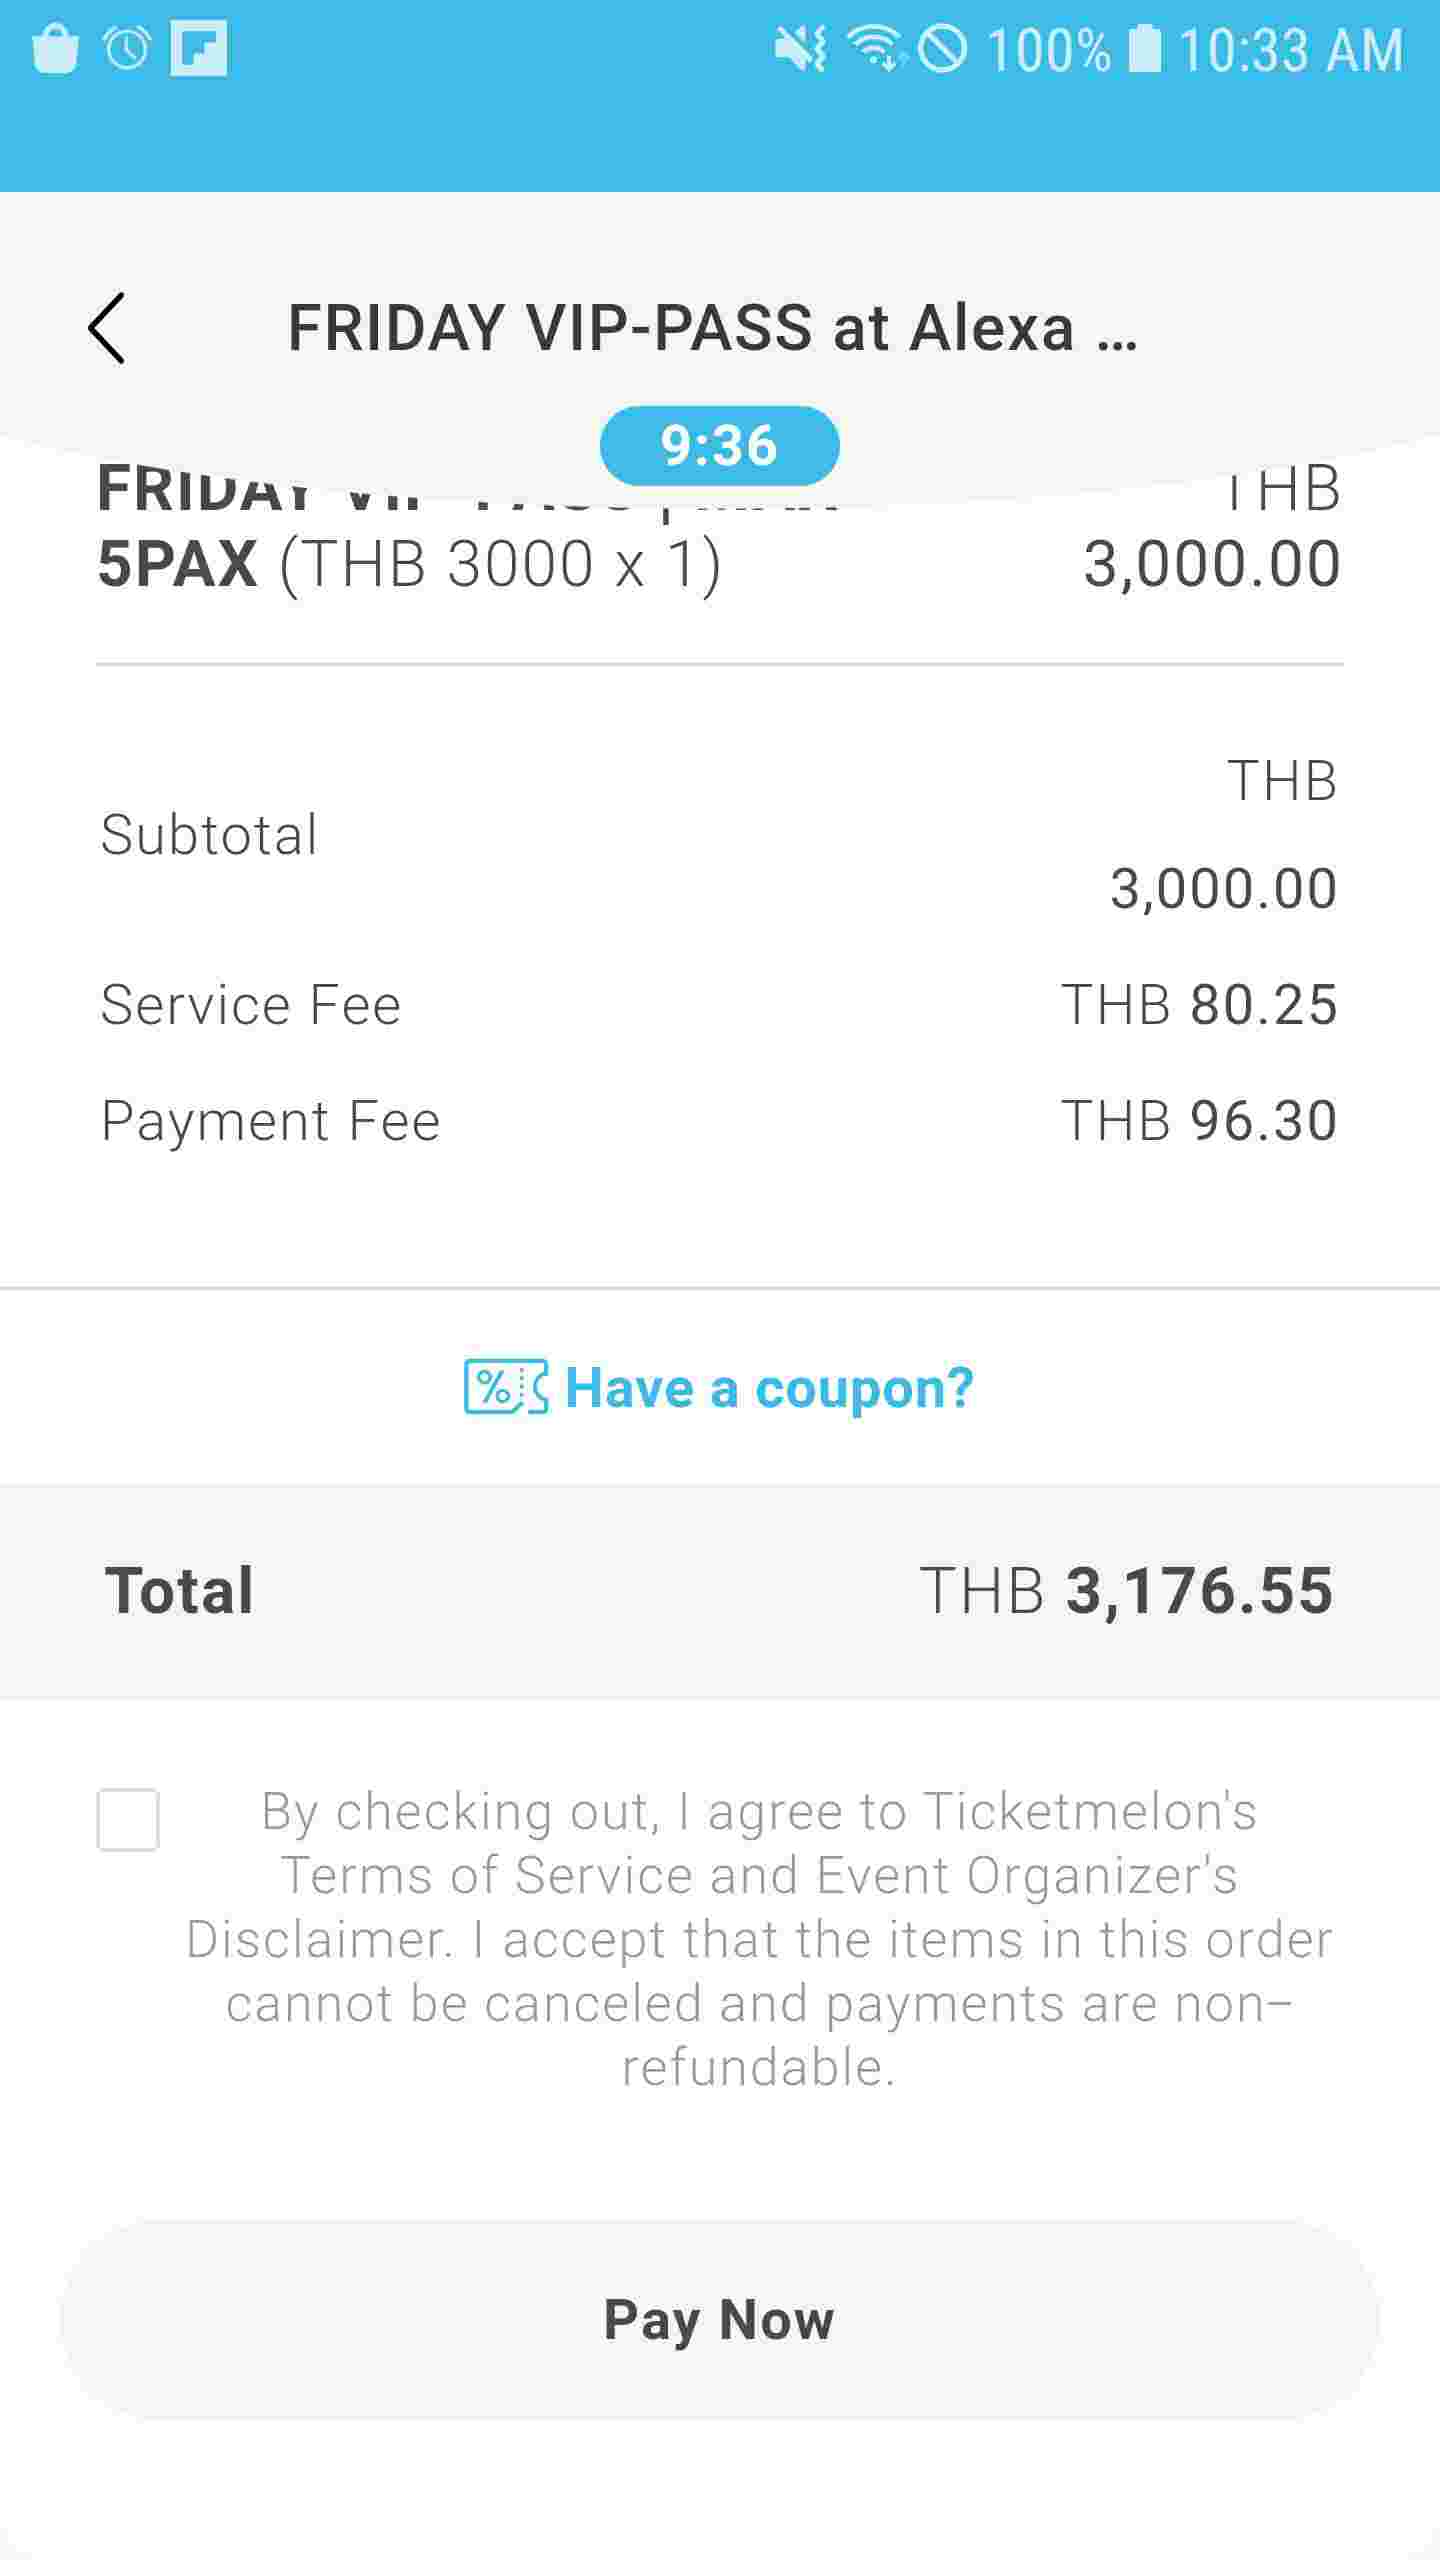 100% 10:33 AM
FRIDAY VIP-PASS at Alexa ...
9:36
FRIDAY THB
5PAX (THB 3000 x 1) 3,000.00
THB
Subtotal
3,000.00
Service Fee THB 80.25
Payment Fee THB 96.30
% Have a coupon?
Total THB 3,176.55
By checking out, I agree to Ticketmelon's
Terms of Service and Event Organizer's
Disclaimer. I accept that the items in this order
cannot be canceled and payments are non-
refundable.
Pay Now